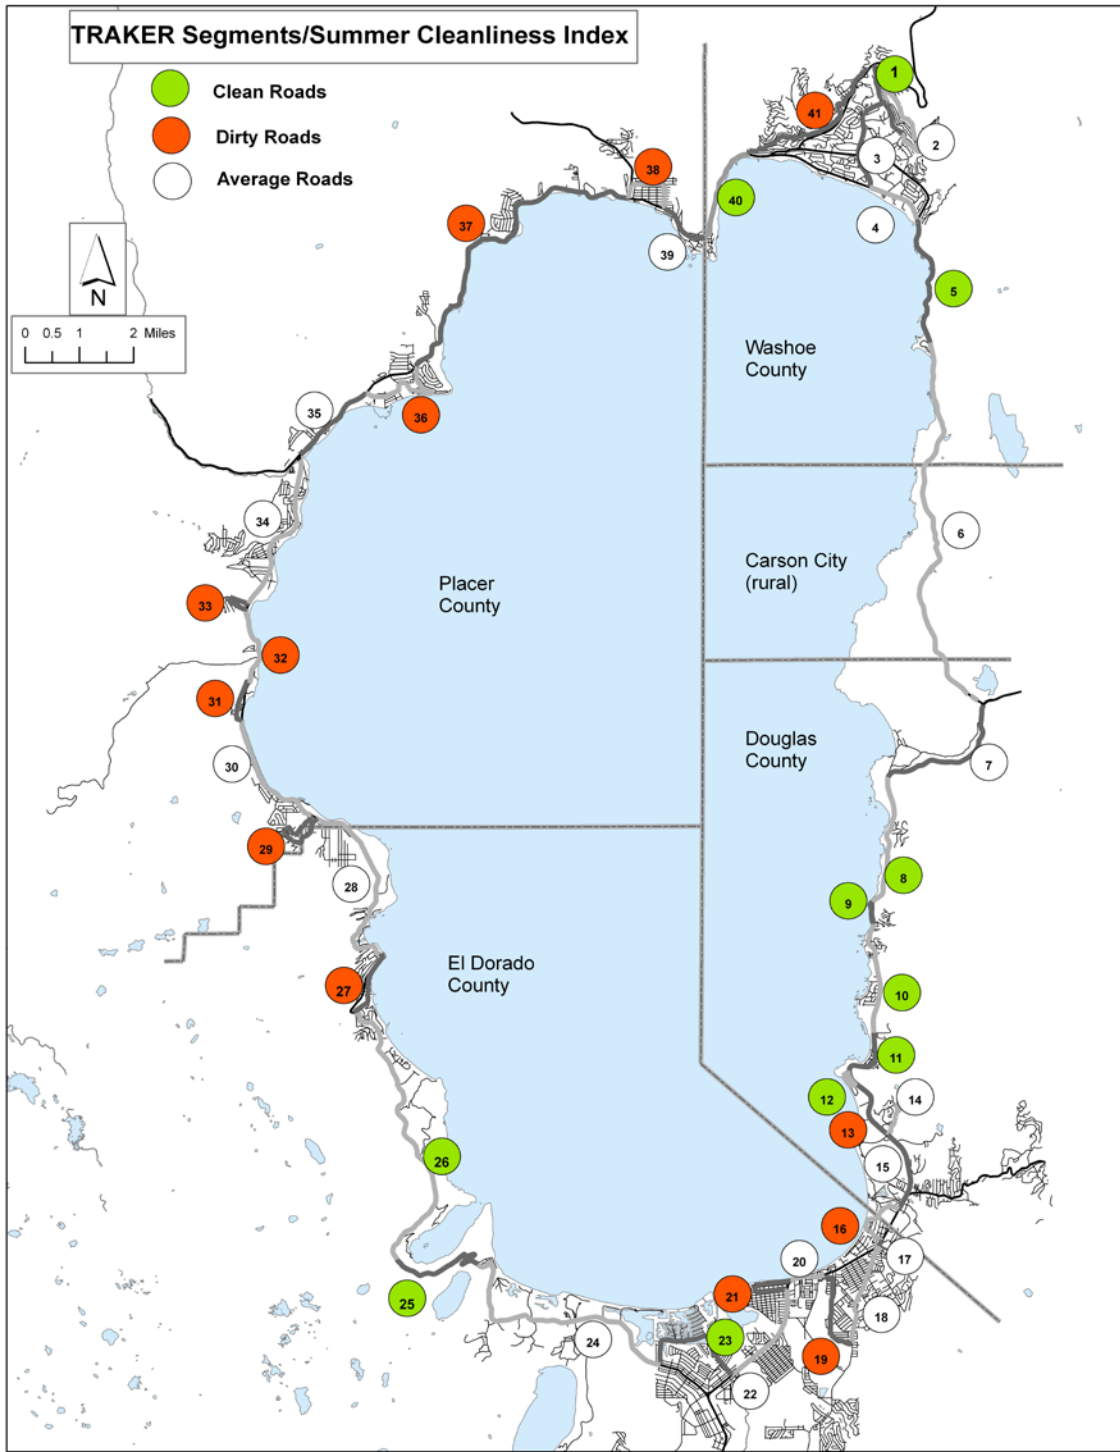 TRAKER Segments/Summer Cleanliness Index
Clean Roads
Dirty Roads
Average Roads
N
0 0.5 1 2 Miles
1
41
2
3
38
40
4
37
39
5
Washoe
County
36
35
34
6
Carson City
(rural)
Placer
County
33
32
31
Douglas
County
30
7
29
28
8
9
El Dorado
County
27
10
11
12
14
13
26
15
16
17
20
25
21
18
24
23
19
22